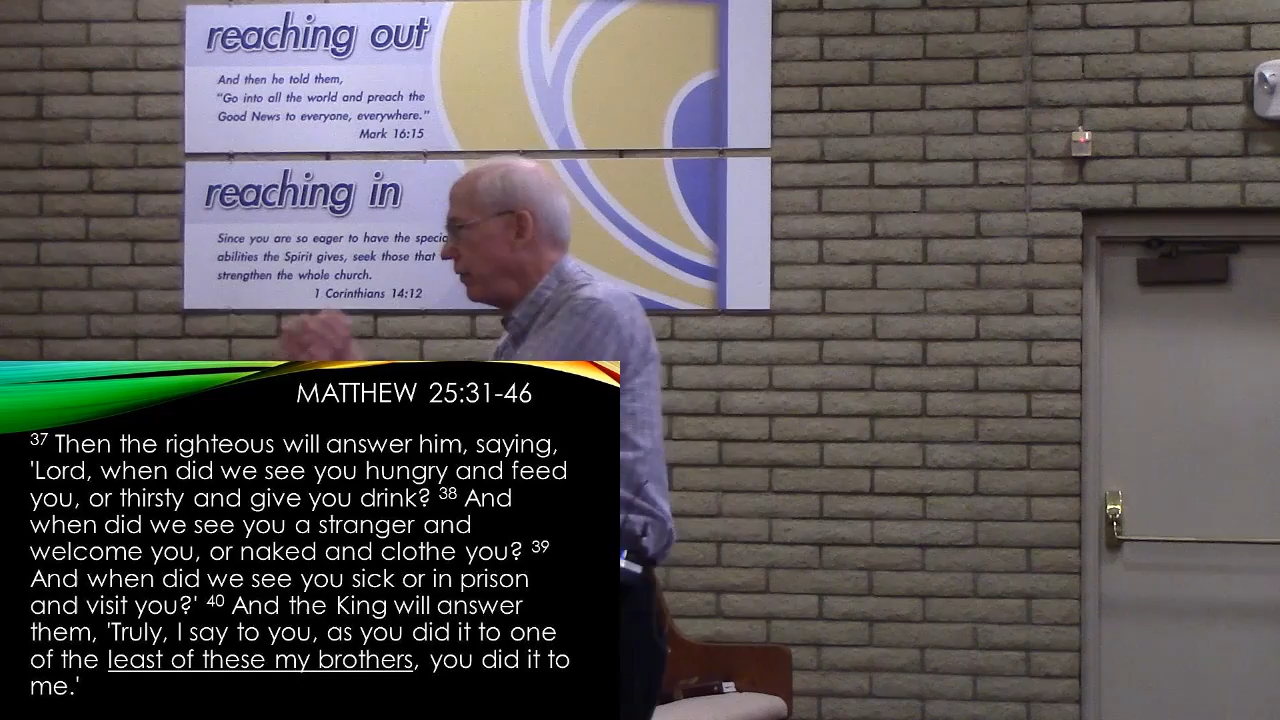 reaching out
And then he told them,
“Go into all the world and preach the
Good News to everyone, everywhere.”
Mark 16:15
reaching in
Since you are so eager to have the
abilities the Spirit gives, seek those that
strengthen the whole church.
1 Corinthians 14:12
MATTHEW 25:31-46
37 Then the righteous will answer him, saying,
'Lord, when did we see you hungry and feed
you, or thirsty and give you drink? 38 And
when did we see you a stranger and
welcome you, or naked and clothe you? 39
And when did we see you sick or in prison
and visit you?' 40 And the King will answer
them, 'Truly, I say to you, as you did it to one
of the least of these my brothers, you did it to
me.'